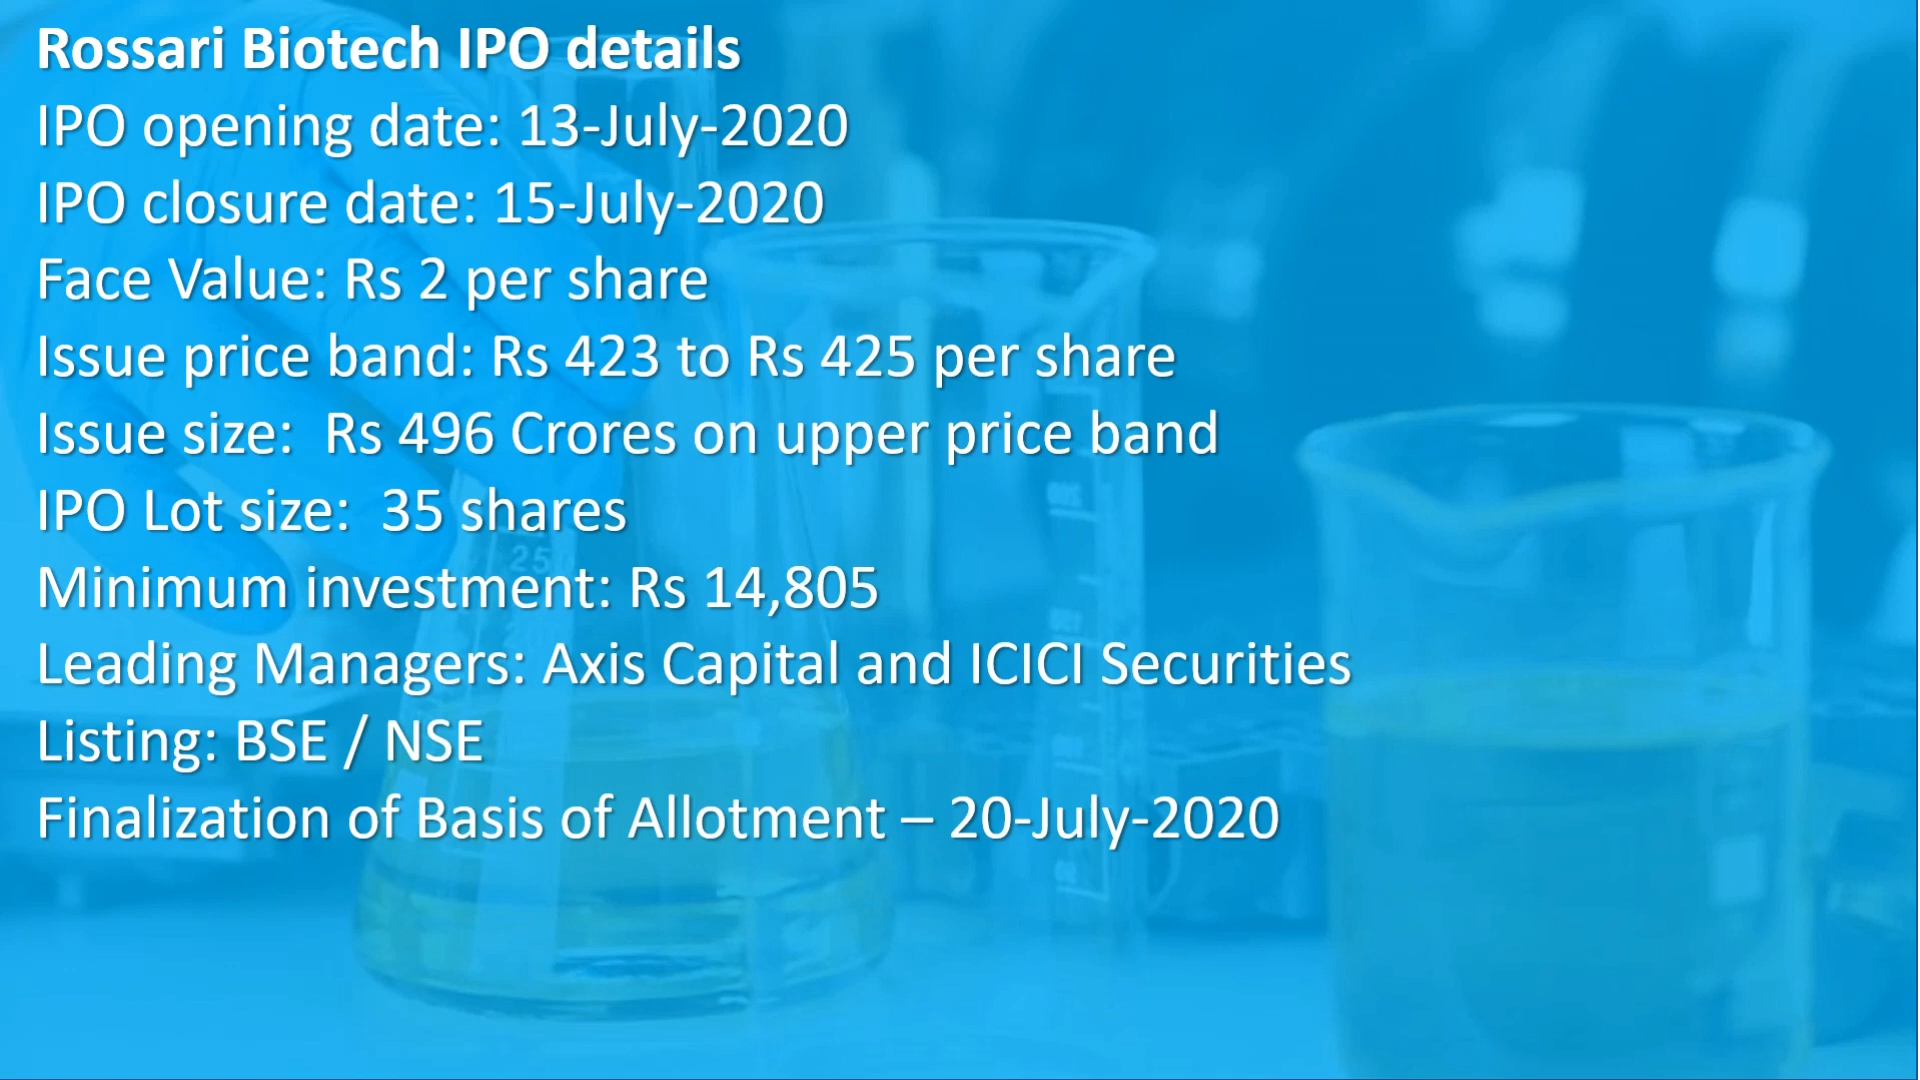 Rossari Biotech IPO details
IPO opening date: 13-July-2020
IPO closure date: 15-July-2020
Face Value: Rs 2 per share
Issue price band: Rs 423 to Rs 425 per share
Issue size:  Rs 496 Crores on upper price band
IPO Lot size:  35 shares
25
Minimum investment: Rs 14,805
Leading Managers: Axis Capital and ICICI Securities
Listing: BSE / NSE
Finalization of Basis of Allotment – 20-July-2020